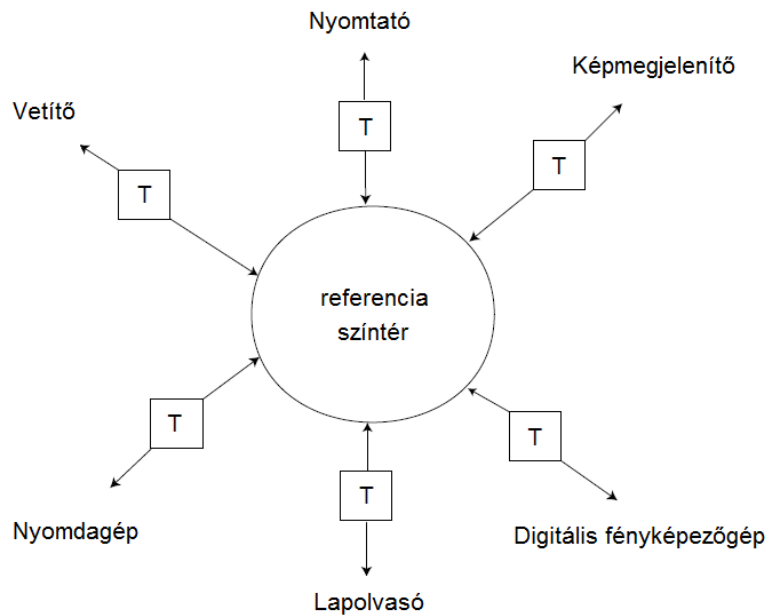 Nyomtató
Képmegjelenítő
Vetítő
T
T
T
referencia
színtér
T
T
T
Nyomdagép
Digitális fényképezőgép
Lapolvasó